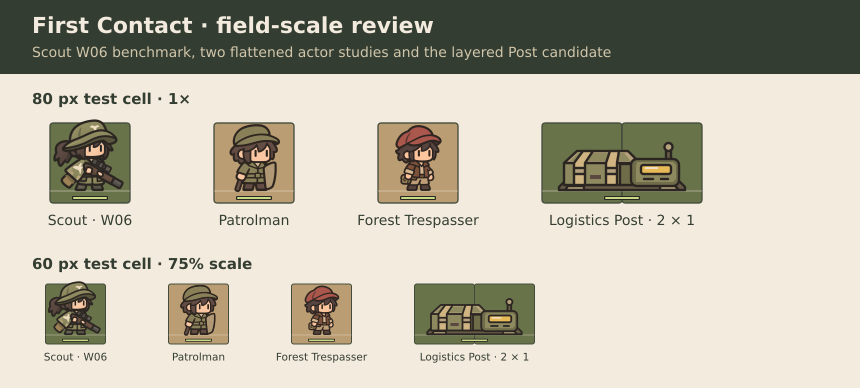 First Contact · field-scale review
Scout W06 benchmark, two flattened actor studies and the layered Post candidate
80 px test cell · 1×
Scout · W06
Patrolman
Forest Trespasser
Logistics Post · 2 × 1
60 px test cell · 75% scale
Scout · W06
Patrolman
Forest Trespasser
Logistics Post · 2 × 1